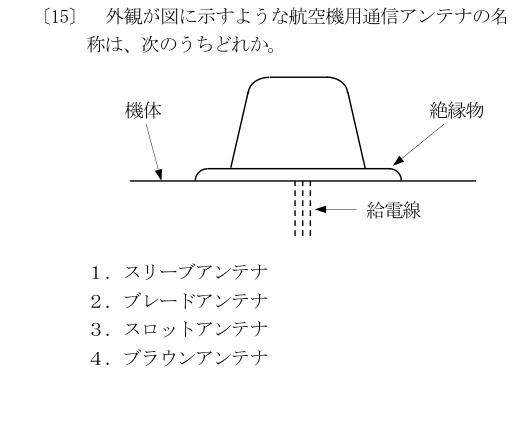 〔15〕　外観が図に示すような航空機用通信アンテナの名
称は、次のうちどれか。
機体
絶縁物
給電線
１．スリーブアンテナ
２．ブレードアンテナ
３．スロットアンテナ
４．ブラウンアンテナ